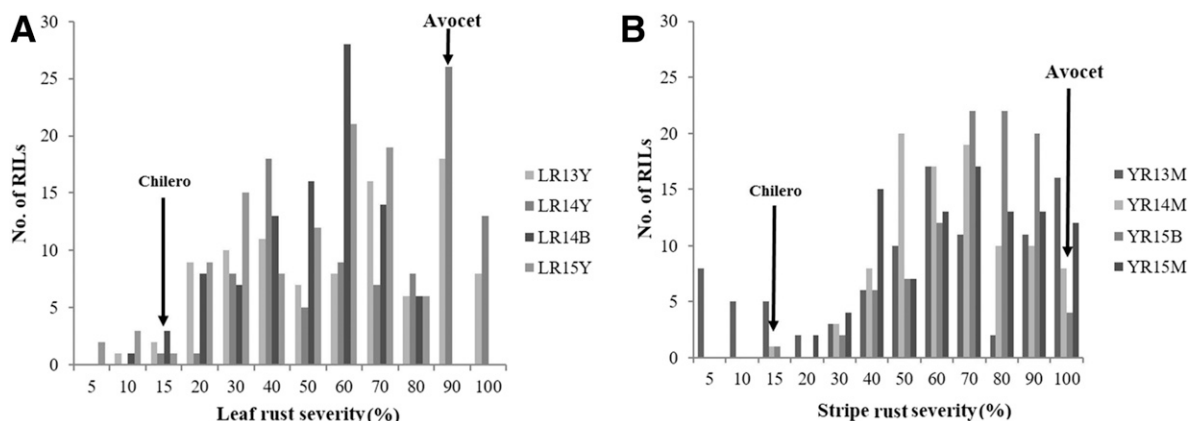 A
30
25
20
15
10
5
0
No. of RILs
Chilero
Avocet
5 10 15 20 30 40 50 60 70 80 90 100
Leaf rust severity (%)
LR13Y
LR14Y
LR14B
LR15Y
B
30
25
20
15
10
5
0
No. of RILs
Chilero
Avocet
5 10 15 20 30 40 50 60 70 80 90 100
Stripe rust severity (%)
YR13M
YR14M
YR15B
YR15M